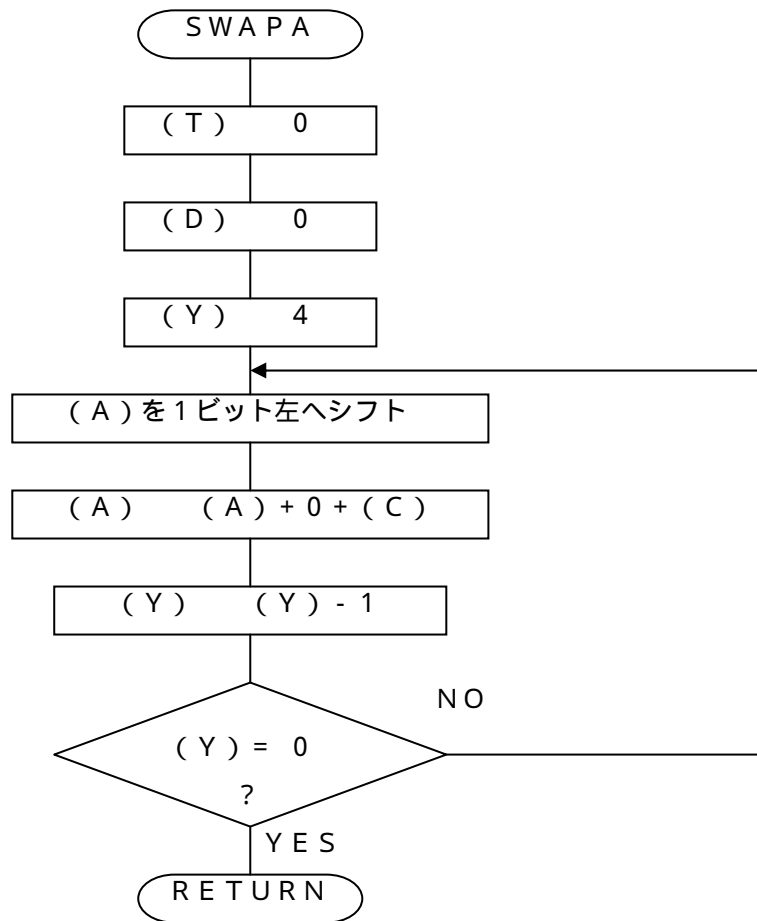 SWAPA
(T) 0
(D) 0
(Y) 4
(A)を1ビット左へシフト
(A) (A)+0+(C)
(Y) (Y)-1
NO
(Y)= 0
?
YES
RETURN